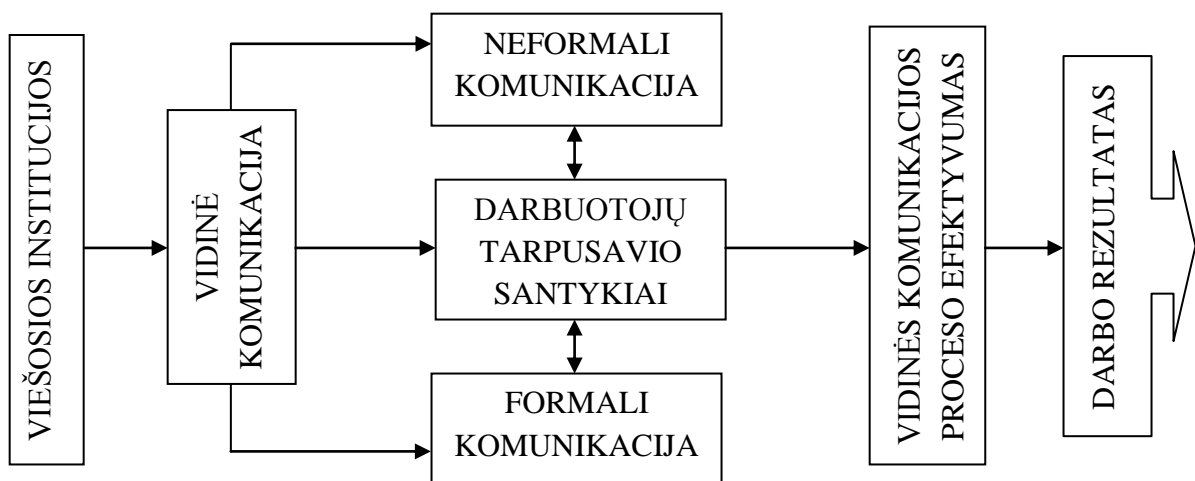 VIEŠOSIOS INSTITUCIJOS
VIDINĖ
KOMUNIKACIJA
NEFORMALI
KOMUNIKACIJA
DARBUOTOJŲ
TARPUSAVIO
SANTYKIAI
FORMALI
KOMUNIKACIJA
VIDINĖS KOMUNIKACIJOS
PROCESO EFEKTYVUMAS
DARBO REZULTATAS